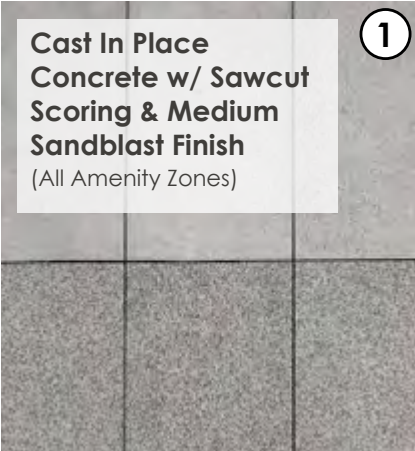 Cast In Place
Concrete w/ Sawcut
Scoring & Medium
Sandblast Finish
(All Amenity Zones)
1